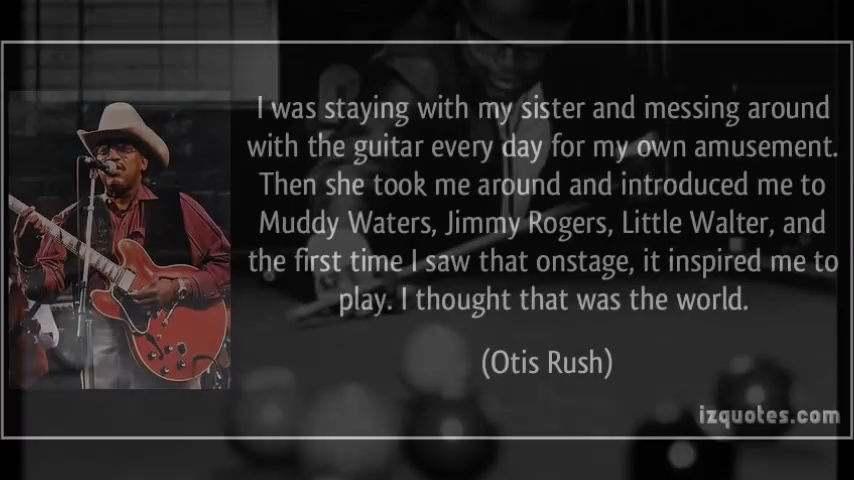 I was staying with my sister and messing around
with the guitar every day for my own amusement.
Then she took me around and introduced me to
Muddy Waters, Jimmy Rogers, Little Walter, and
the first time I saw that onstage, it inspired me to
play. I thought that was the world.
(Otis Rush)
izquotes.com